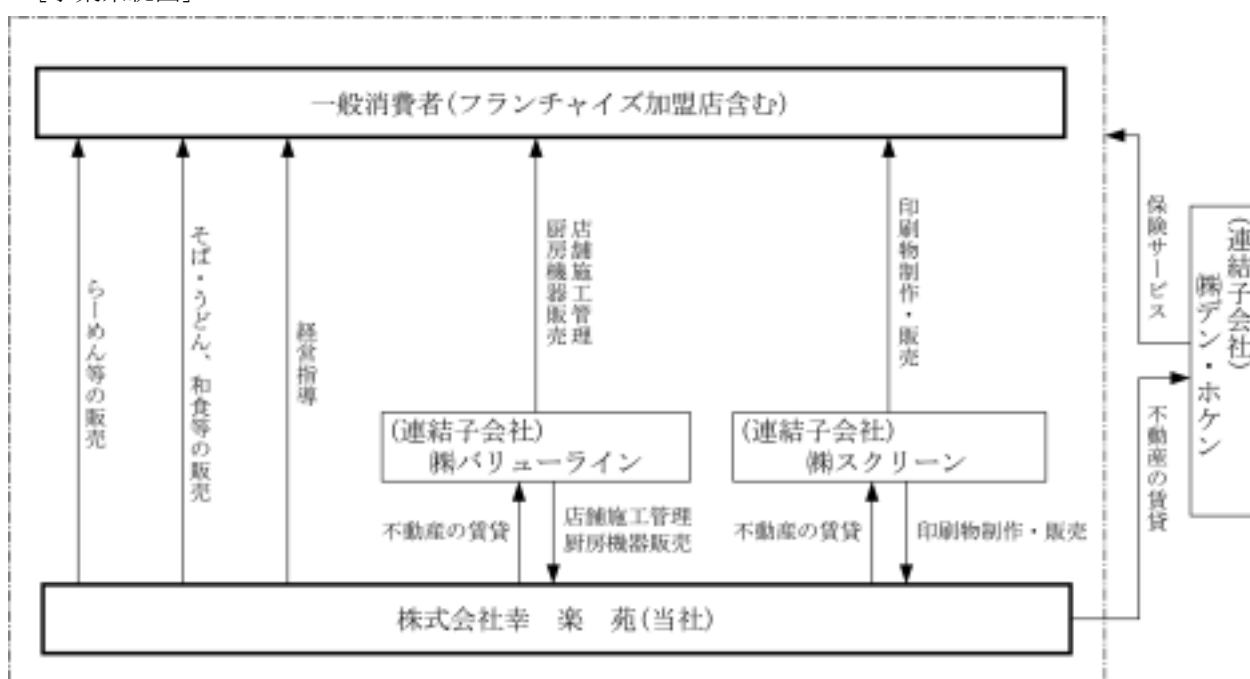 一般消費者(フランチャイズ加盟店含む)
らーめん等の販売
そば・うどん、和食等の販売
経営指導
店舗施工管理
厨房機器販売
印刷物制作・販売
保険サービス
(連結子会社)
㈱デン・ホケン
(連結子会社)
㈱バリューライン
(連結子会社)
㈱スクリーン
不動産の賃貸
店舗施工管理
厨房機器販売
不動産の賃貸
印刷物制作・販売
不動産の賃貸
株式会社幸 楽 苑(当社)